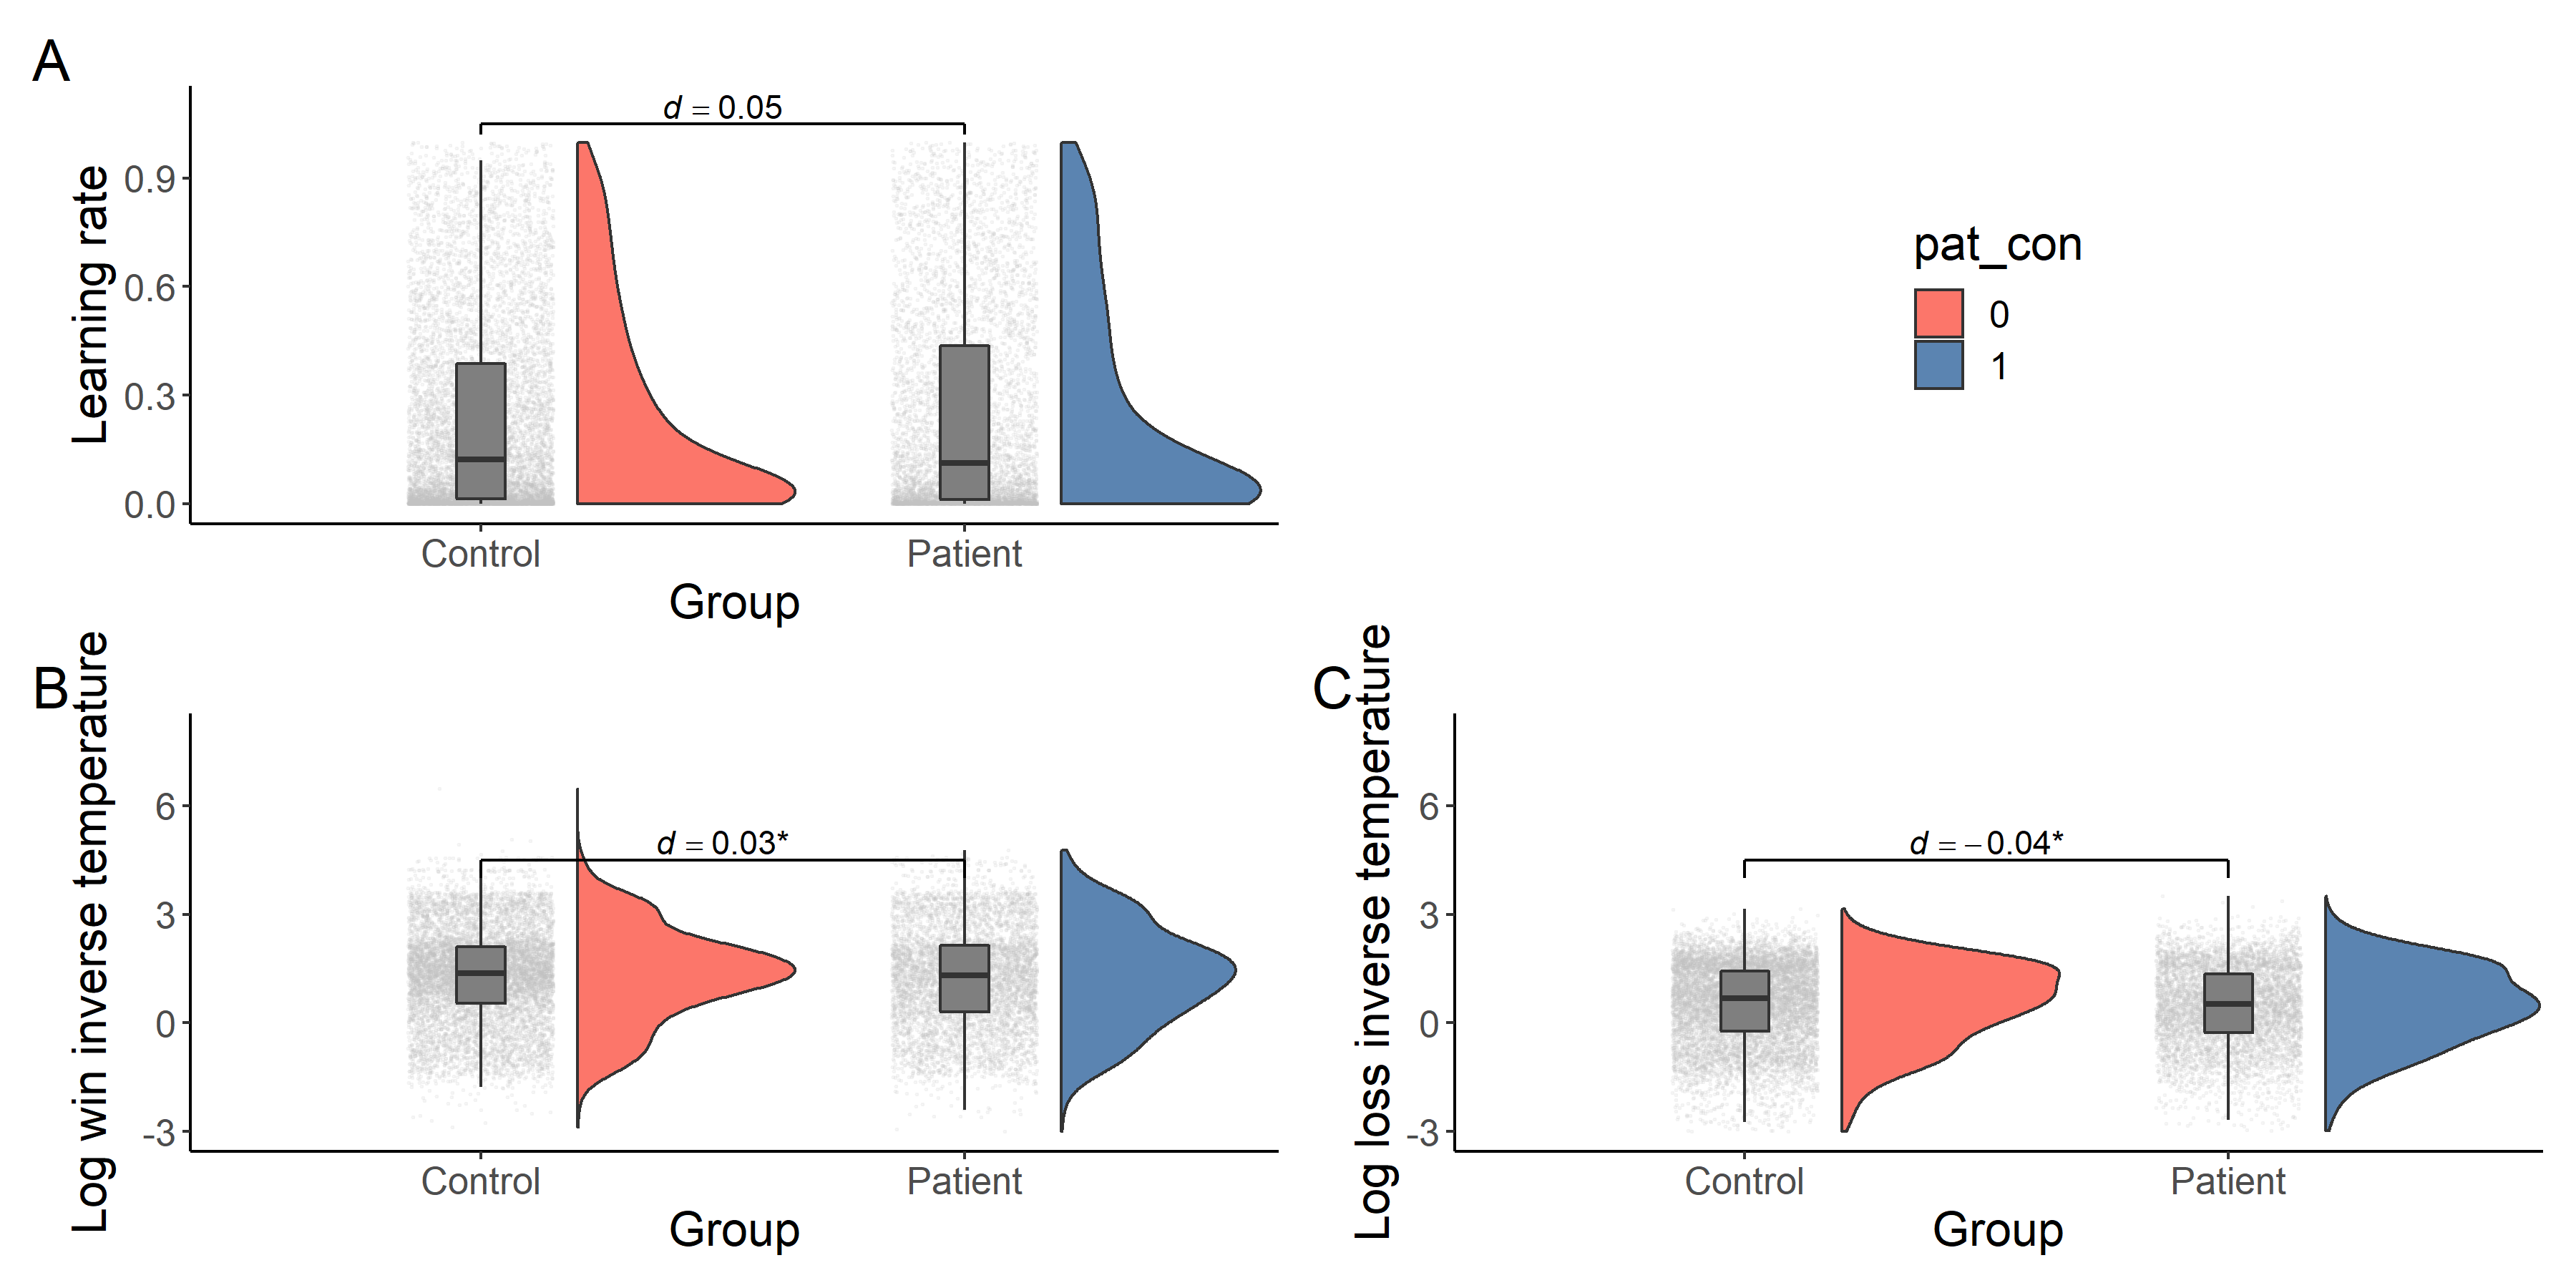 A
d = 0.05
Learning rate
0.9
0.6
0.3
0.0
Control
Patient
Group
pat_con
0
1
B
d = 0.03*
Log win inverse temperature
6
3
0
-3
Control
Patient
Group
C
d = − 0.04*
Log loss inverse temperature
6
3
0
-3
Control
Patient
Group